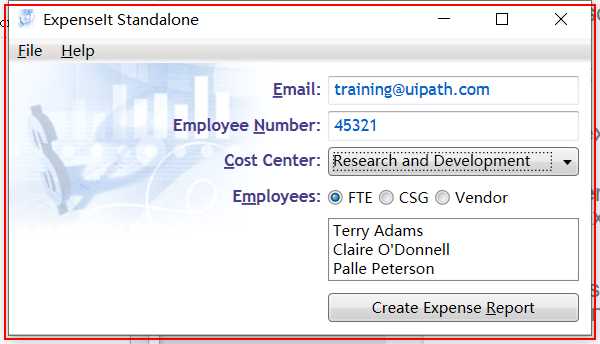 ExpenseIt Standalone
File Help
Email: training@uipath.com
Employee Number: 45321
Cost Center: Research and Development
Employees: FTE CSG Vendor
Terry Adams
Claire O'Donnell
Palle Peterson
Create Expense Report